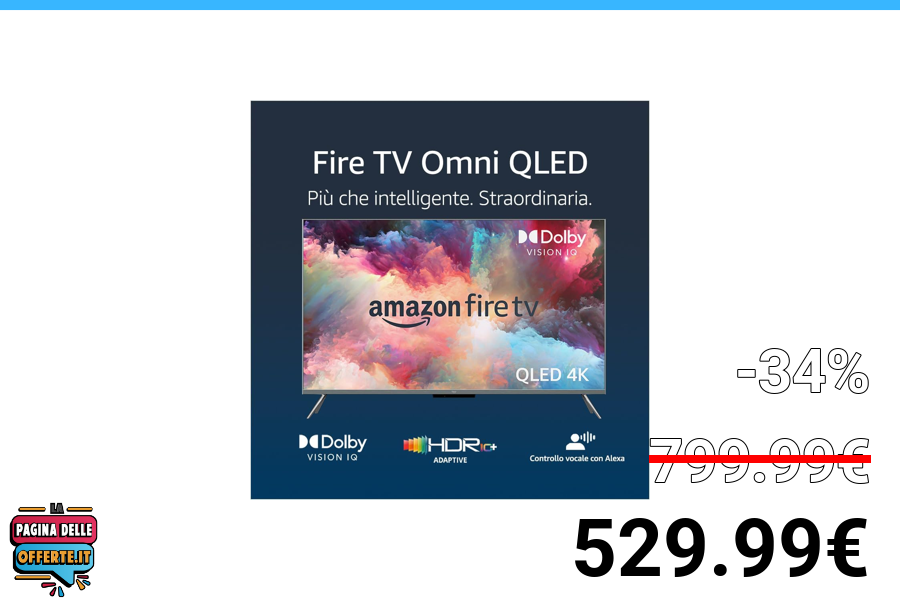 Fire TV Omni QLED
Più che intelligente. Straordinaria.
Dolby
VISION IQ
amazon fire tv
QLED 4K
Dolby
VISION IQ
HDR10+
ADAPTIVE
Controllo vocale con Alexa
-34%
799.99€
529.99€
LA
PAGINA DELLE
OFFERTE.IT